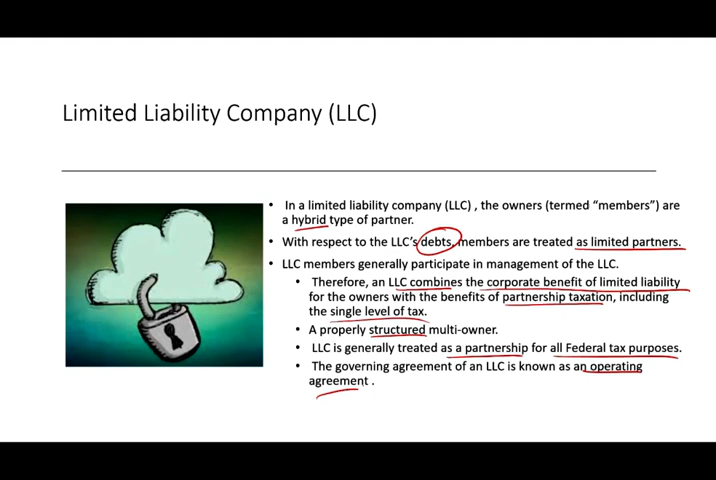 Limited Liability Company (LLC)
• In a limited liability company (LLC) , the owners (termed “members”) are
a hybrid type of partner.
• With respect to the LLC’s debts, members are treated as limited partners.
• LLC members generally participate in management of the LLC.
• Therefore, an LLC combines the corporate benefit of limited liability
for the owners with the benefits of partnership taxation, including
the single level of tax.
• A properly structured multi-owner.
• LLC is generally treated as a partnership for all Federal tax purposes.
• The governing agreement of an LLC is known as an operating
agreement .